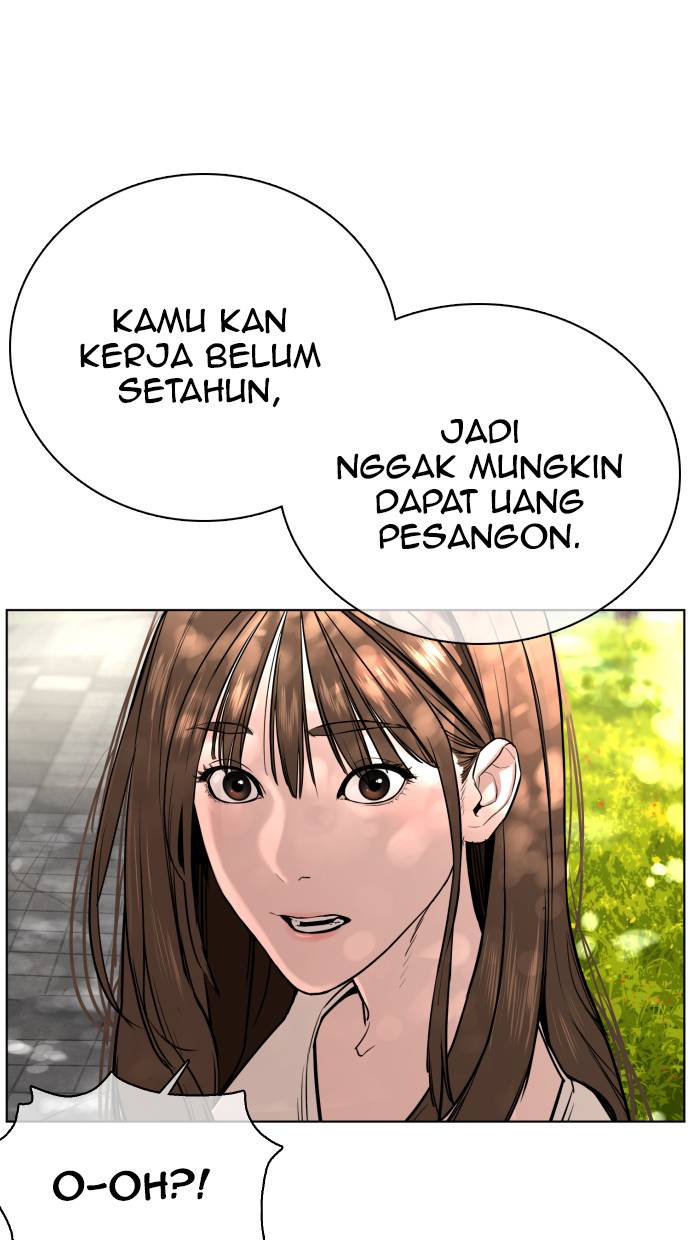 KAMU KAN
KERJA BELUM
SETAHUN,
JADI
NGGAK MUNGKIN
DAPAT UANG
PESANGON.
O-OH?!